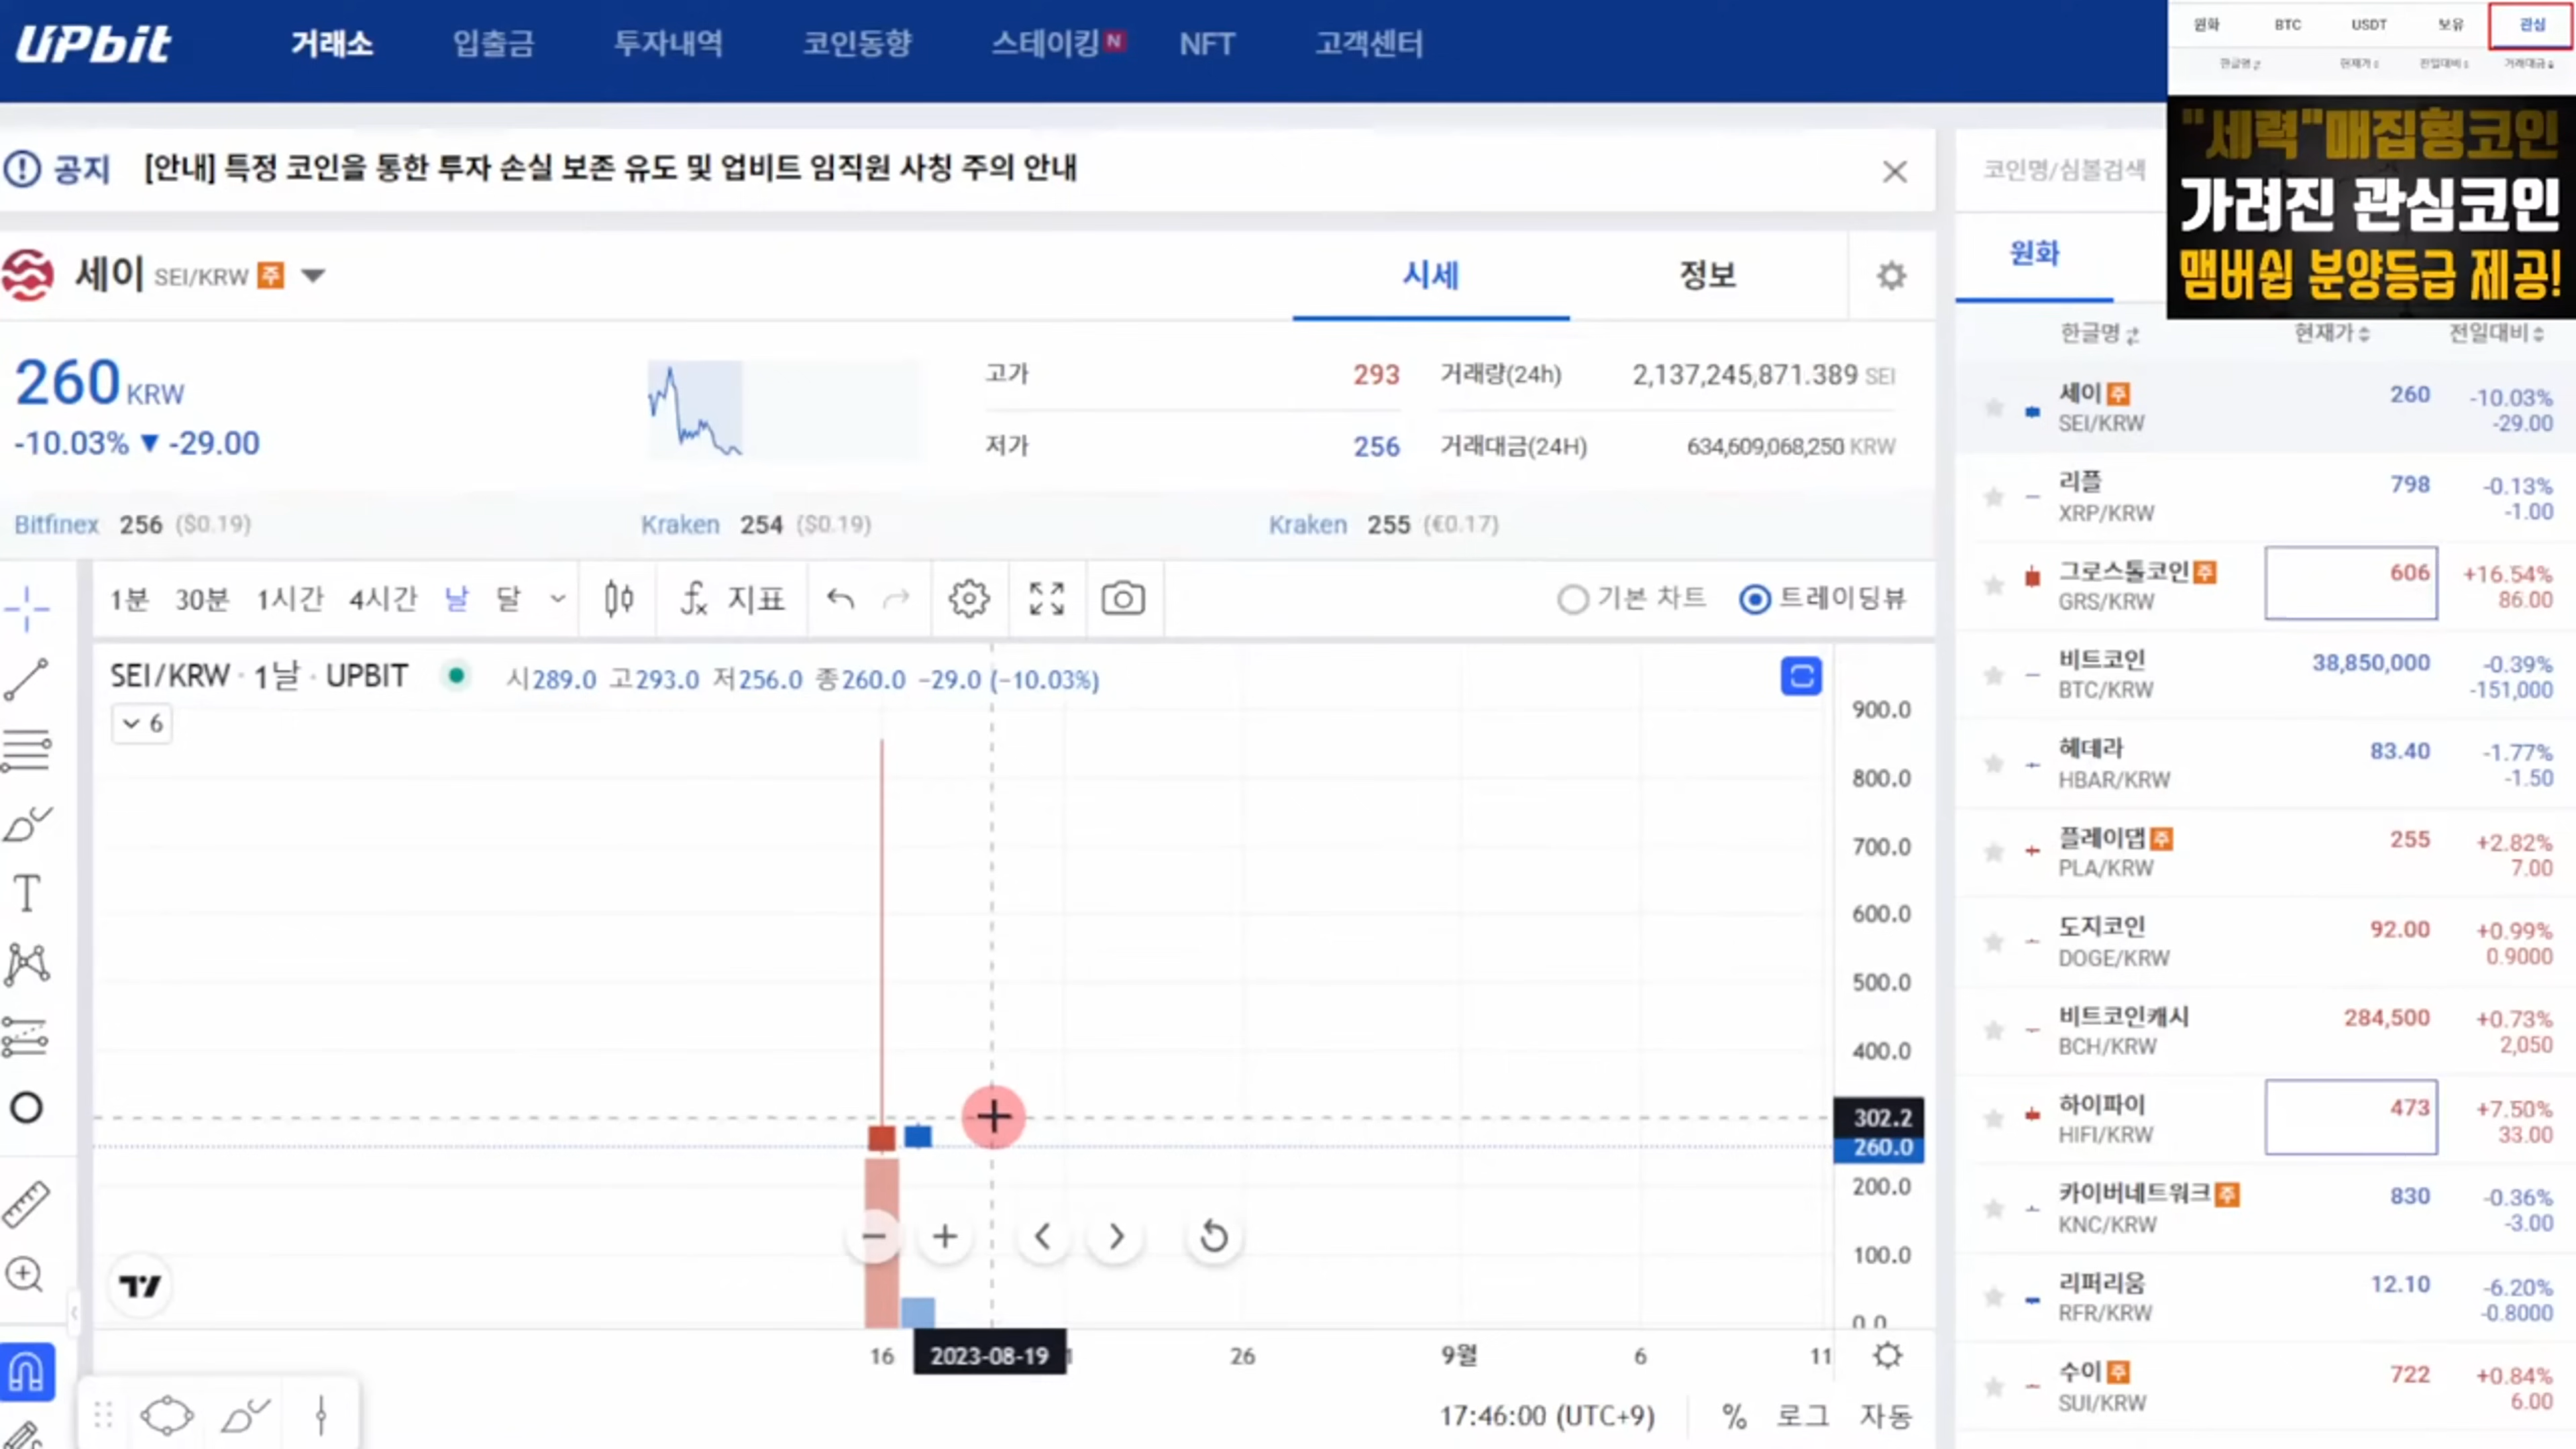 UPbit 거래소 입출금 투자내역 코인동향 스테이킹 N NFT 고객센터
원화 BTC USDT 보유 관심
한글명 현재가 전일대비 거래대금
"세력"매집형코인
가려진 관심코인
맴버쉽 분양등급 제공!
공지 [안내] 특정 코인을 통한 투자 손실 보존 유도 및 업비트 임직원 사칭 주의 안내
세이 SEI/KRW 주
시세 정보
260 KRW
-10.03% ▼ -29.00
고가 293 거래량(24h) 2,137,245,871.389 SEI
저가 256 거래대금(24H) 634,609,068,250 KRW
Bitfinex 256 ($0.19) Kraken 254 ($0.19) Kraken 255 (€0.17)
1분 30분 1시간 4시간 날 달 지표 기본 차트 트레이딩뷰
SEI/KRW · 1날 · UPBIT 시289.0 고293.0 저256.0 종260.0 -29.0 (-10.03%)
6
900.0
800.0
700.0
600.0
500.0
400.0
302.2
260.0
200.0
100.0
0.0
16 2023-08-19 26 9월 6 11
17:46:00 (UTC+9) % 로그 자동
코인명/심볼검색
원화
한글명 현재가 전일대비
세이 주 260 -10.03%
SEI/KRW -29.00
리플 798 -0.13%
XRP/KRW -1.00
그로스톨코인 주 606 +16.54%
GRS/KRW 86.00
비트코인 38,850,000 -0.39%
BTC/KRW -151,000
헤데라 83.40 -1.77%
HBAR/KRW -1.50
플레이댑 주 255 +2.82%
PLA/KRW 7.00
도지코인 92.00 +0.99%
DOGE/KRW 0.9000
비트코인캐시 284,500 +0.73%
BCH/KRW 2,050
하이파이 473 +7.50%
HIFI/KRW 33.00
카이버네트워크 주 830 -0.36%
KNC/KRW -3.00
리퍼리움 12.10 -6.20%
RFR/KRW -0.8000
수이 주 722 +0.84%
SUI/KRW 6.00